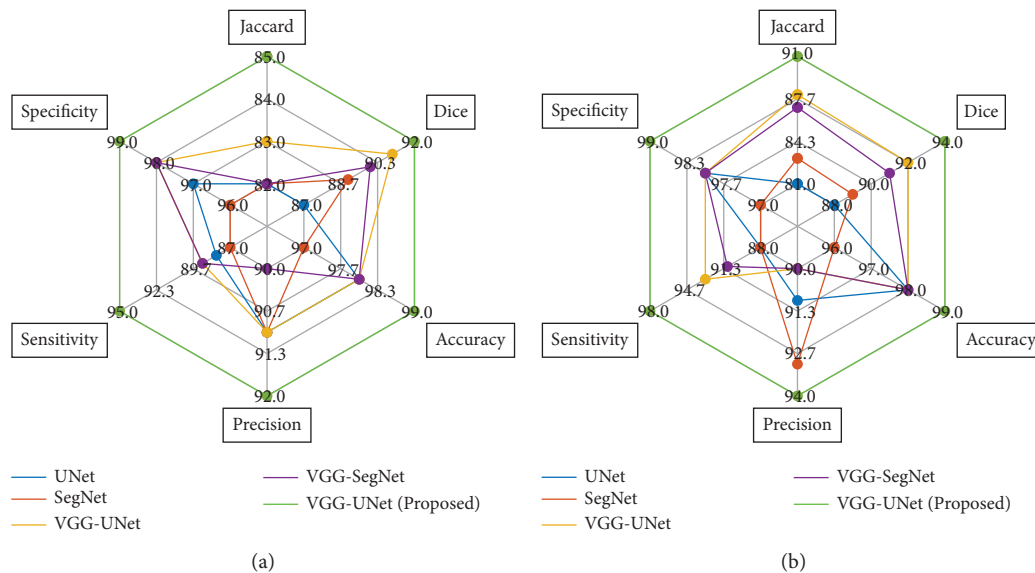 Jaccard
85.0
Specificity
Dice
84.0
99.0
83.0
92.0
98.0
90.3
97.0
82.0
88.7
96.0
87.0
87.0
97.0
89.7
90.0
97.7
92.3
98.3
95.0
90.7
99.0
Sensitivity
91.3
Accuracy
92.0
Precision
UNet
SegNet
VGG-UNet
VGG-SegNet
VGG-UNet (Proposed)
(a)
Jaccard
91.0
Specificity
Dice
87.7
99.0
84.3
94.0
98.3
92.0
97.7
81.0
90.0
97.0
88.0
88.0
96.0
91.3
90.0
97.0
94.7
98.0
98.0
91.3
99.0
Sensitivity
92.7
Accuracy
94.0
Precision
UNet
SegNet
VGG-UNet
VGG-SegNet
VGG-UNet (Proposed)
(b)